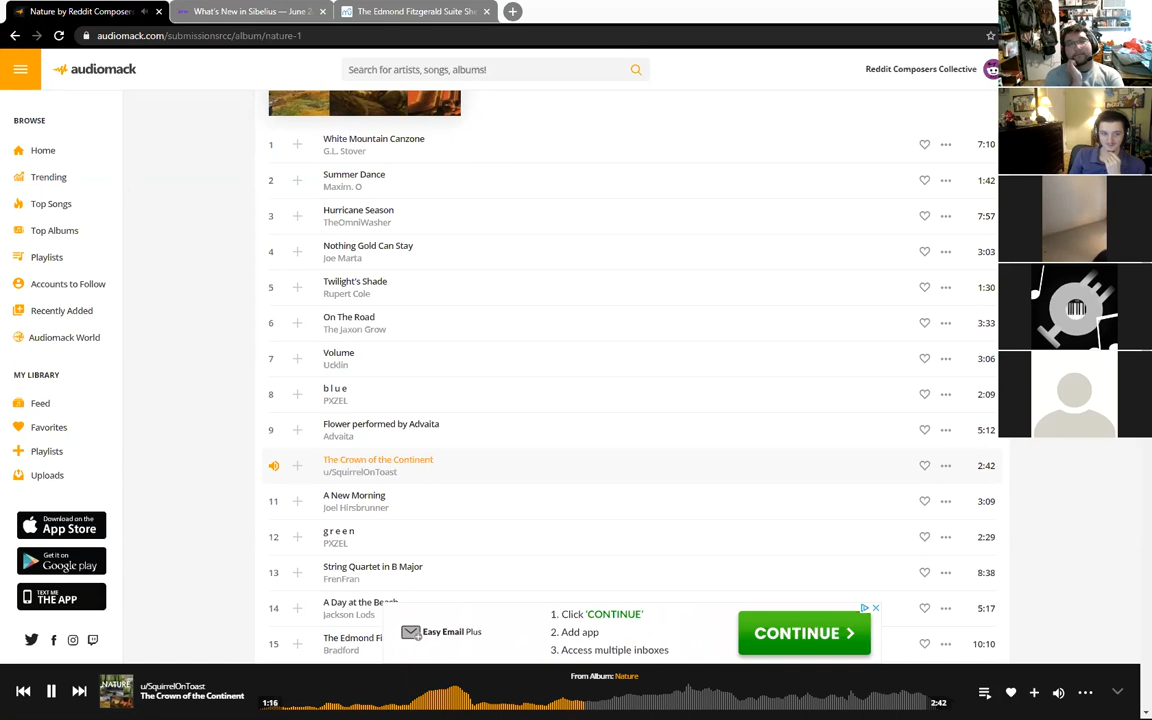 Nature by Reddit Composers
What's New in Sibelius — June 2
The Edmond Fitzgerald Suite She
audiomack.com/submissionsrcc/album/nature-1
audiomack
Search for artists, songs, albums!
Reddit Composers Collective
BROWSE
Home
Trending
Top Songs
Top Albums
Playlists
Accounts to Follow
Recently Added
Audiomack World
MY LIBRARY
Feed
Favorites
Playlists
Uploads
Download on the
App Store
Get it on
Google play
TEXT ME
THE APP
1 White Mountain Canzone 7:10
G.L. Stover
2 Summer Dance 1:42
Maxim. O
3 Hurricane Season 7:57
TheOmniWasher
4 Nothing Gold Can Stay 3:03
Joe Marta
5 Twilight's Shade 1:30
Rupert Cole
6 On The Road 3:33
The Jaxon Grow
7 Volume 3:06
Ucklin
8 b l u e 2:09
PXZEL
9 Flower performed by Advaita 5:12
Advaita
The Crown of the Continent 2:42
u/SquirrelOnToast
11 A New Morning 3:09
Joel Hirsbrunner
12 g r e e n 2:29
PXZEL
13 String Quartet in B Major 8:38
FrenFran
14 A Day at the Beach 5:17
Jackson Lods
15 The Edmond Fi 10:10
Bradford
Easy Email Plus
1. Click 'CONTINUE'
2. Add app
3. Access multiple inboxes
CONTINUE
NATURE
u/SquirrelOnToast
The Crown of the Continent
1:16
From Album: Nature
2:42